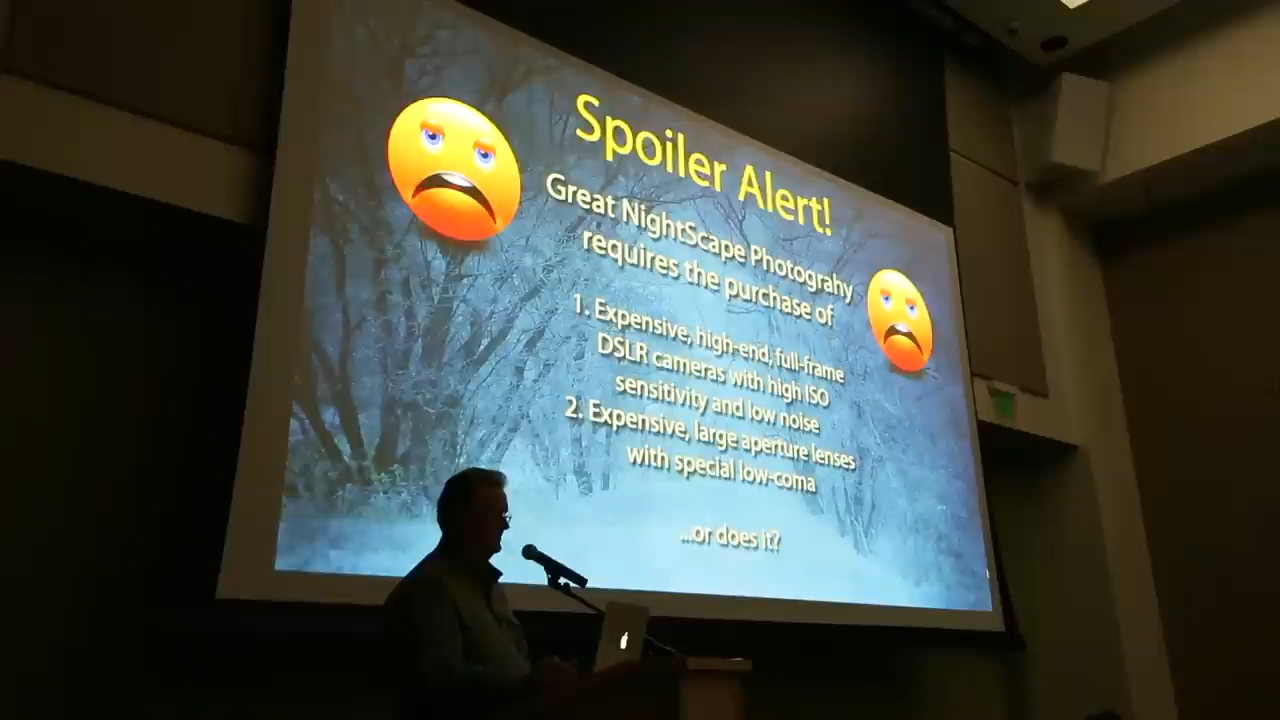 Spoiler Alert!
Great NightScape Photograhy
requires the purchase of
1. Expensive, high-end, full-frame
DSLR cameras with high ISO
sensitivity and low noise
2. Expensive, large aperture lenses
with special low-coma
...or does it?